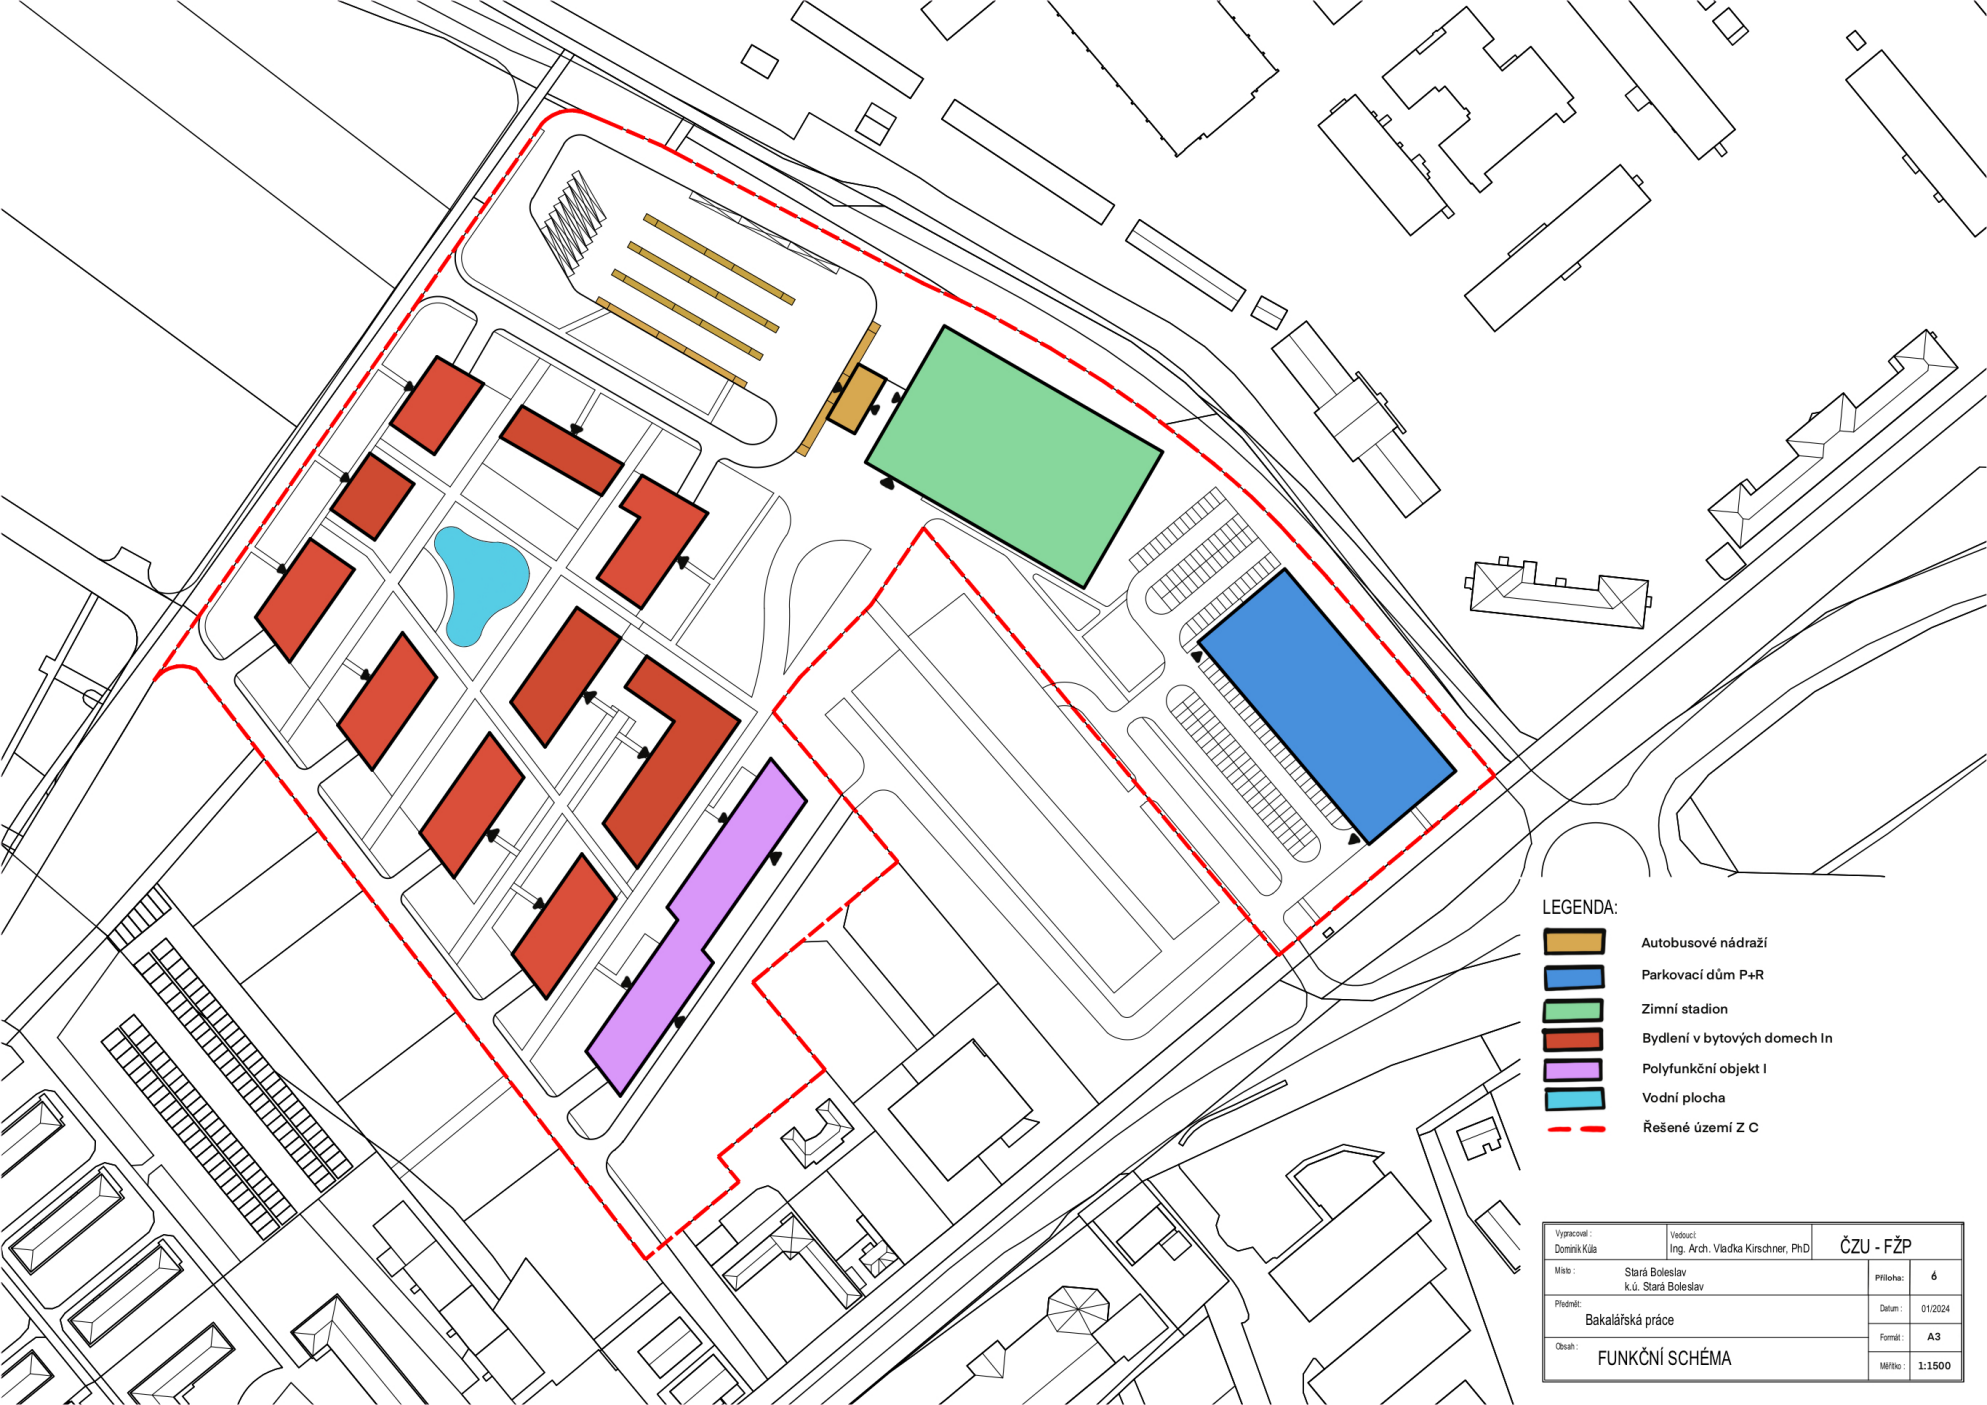 LEGENDA:
Autobusové nádraží
Parkovací dům P+R
Zimní stadion
Bydlení v bytových domech In
Polyfunkční objekt I
Vodní plocha
Řešené území Z C
Vypracoval :
Dominik Kůla
Vedoucí:
Ing. Arch. Vlaďka Kirschner, PhD
ČZU - FŽP
Místo :
Stará Boleslav
k.ú. Stará Boleslav
Příloha:
6
Předmět:
Bakalářská práce
Datum :
01/2024
Formát :
A3
Obsah :
FUNKČNÍ SCHÉMA
Měřítko :
1:1500